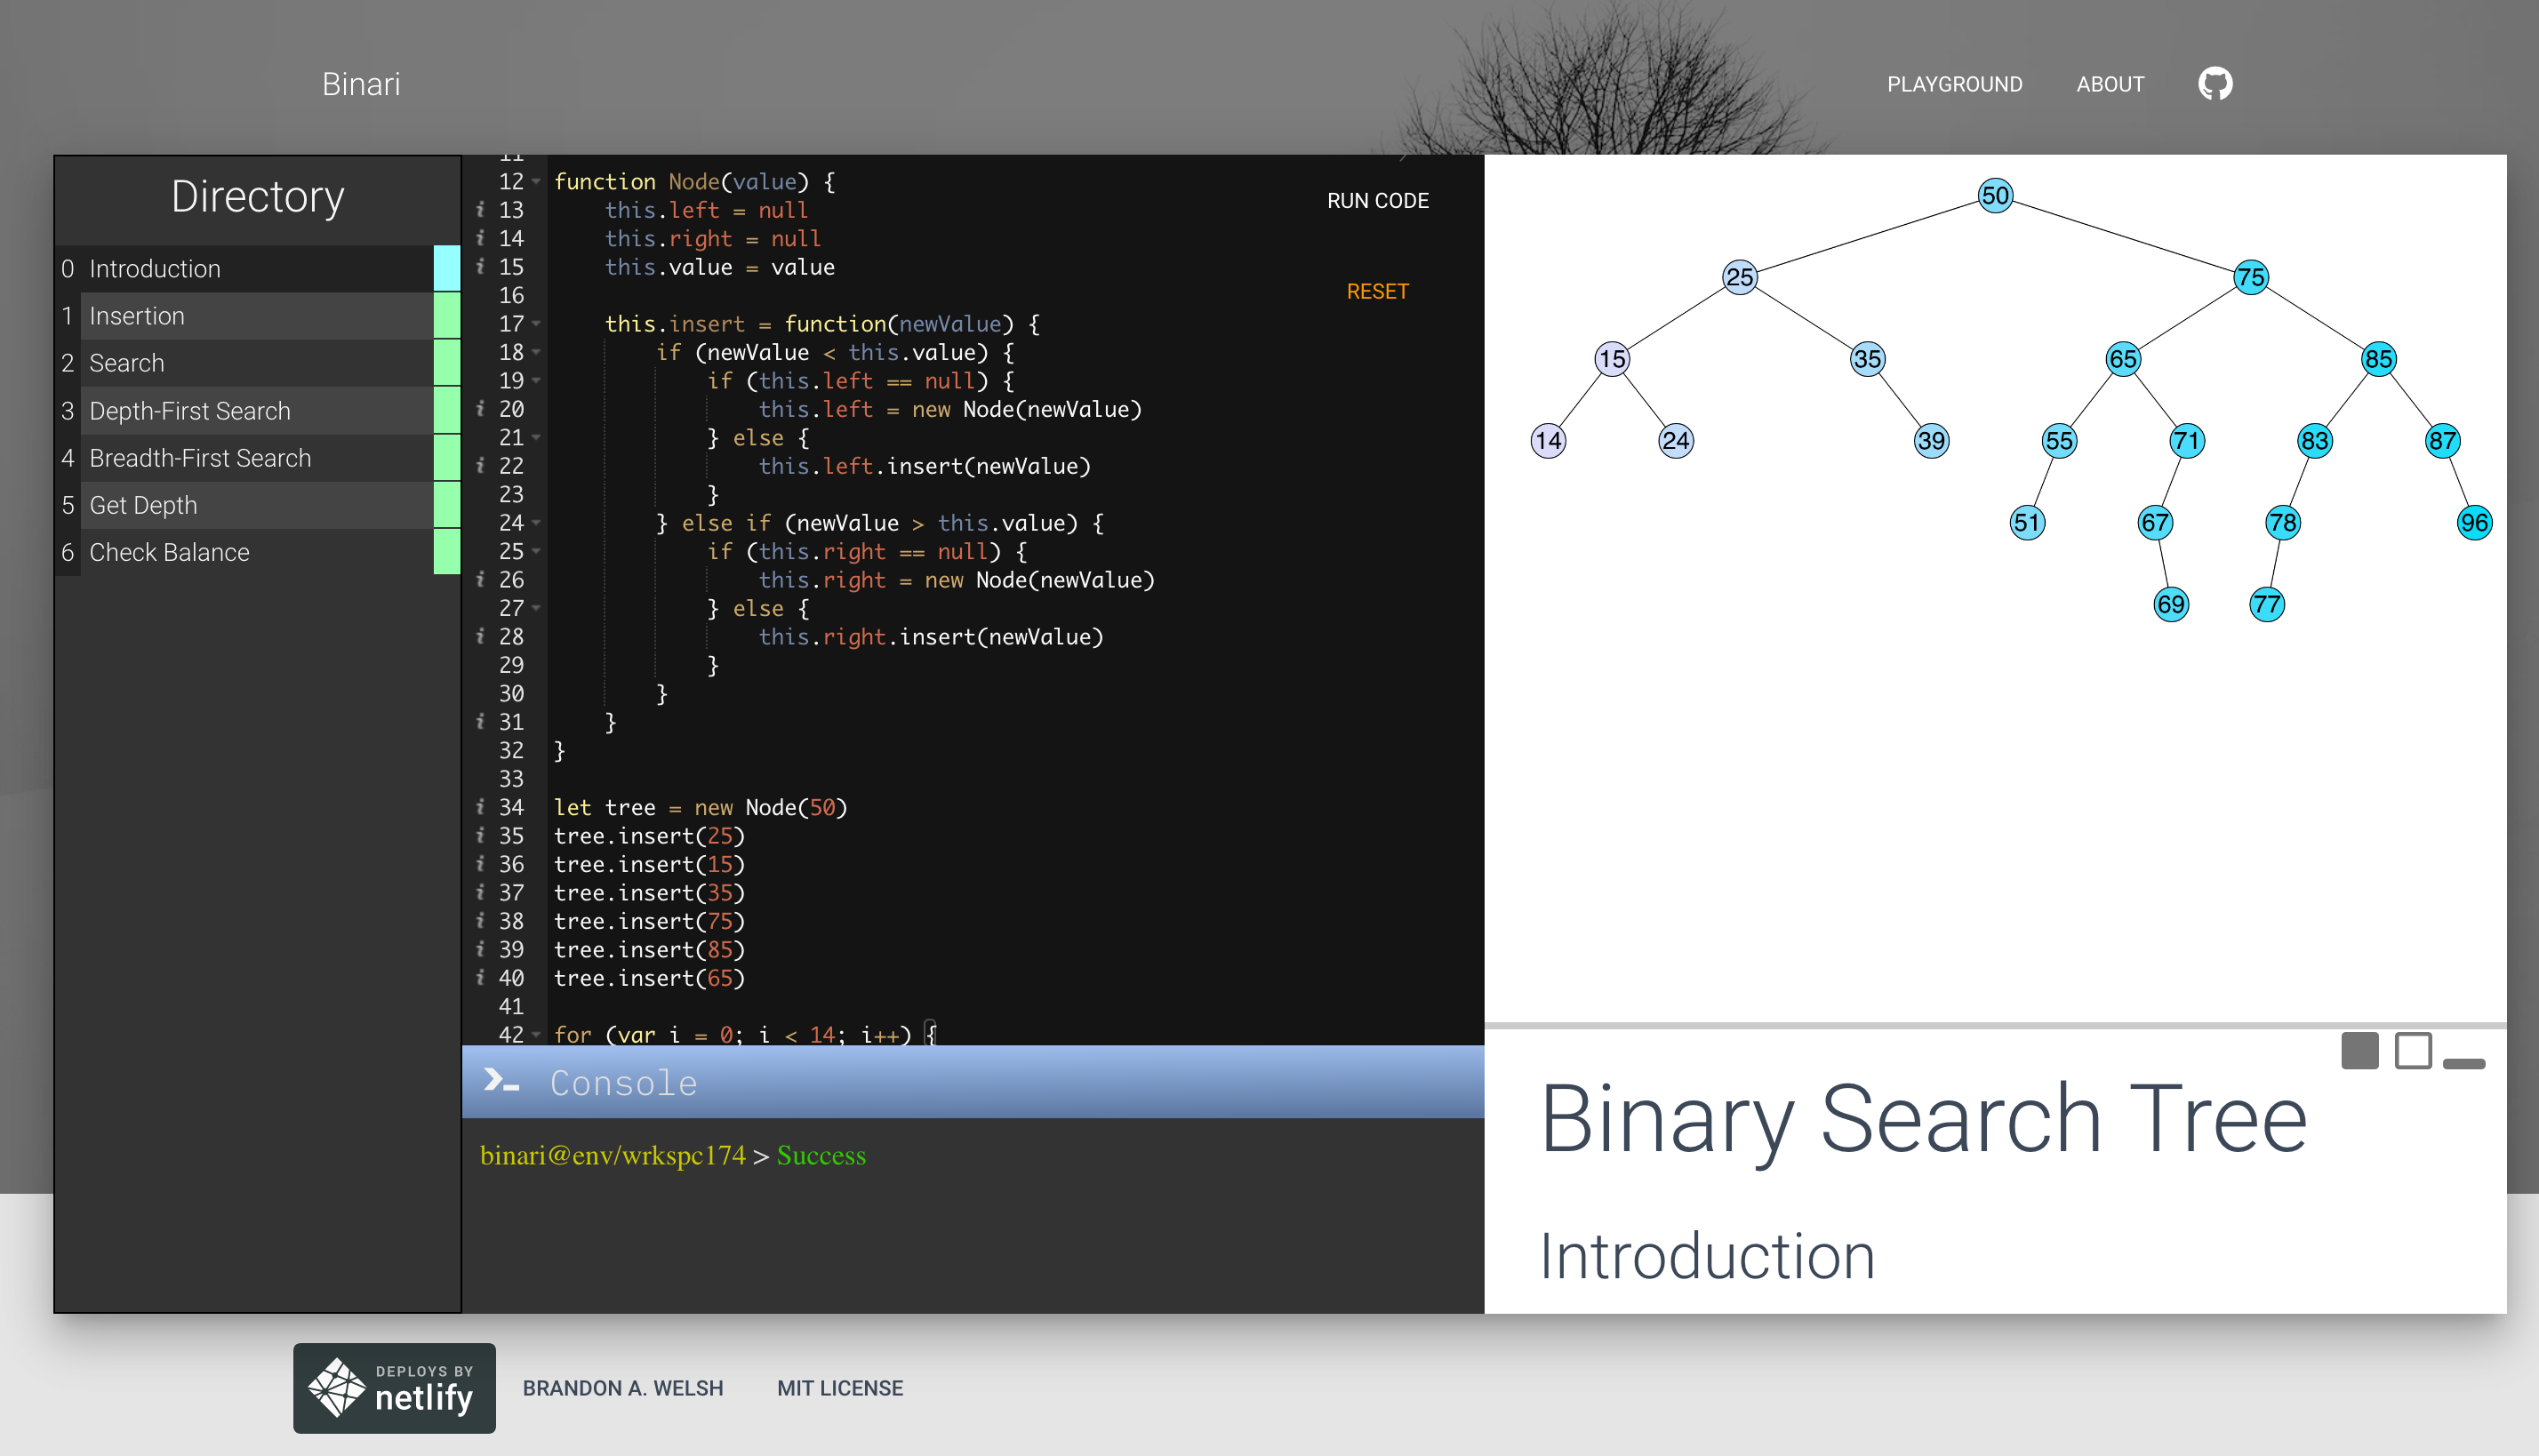 Binari
PLAYGROUND
ABOUT
Directory
0 Introduction
1 Insertion
2 Search
3 Depth-First Search
4 Breadth-First Search
5 Get Depth
6 Check Balance
11
12 function Node(value) {
13 this.left = null
14 this.right = null
15 this.value = value
16
17 this.insert = function(newValue) {
18 if (newValue < this.value) {
19 if (this.left == null) {
20 this.left = new Node(newValue)
21 } else {
22 this.left.insert(newValue)
23 }
24 } else if (newValue > this.value) {
25 if (this.right == null) {
26 this.right = new Node(newValue)
27 } else {
28 this.right.insert(newValue)
29 }
30 }
31 }
32 }
33
34 let tree = new Node(50)
35 tree.insert(25)
36 tree.insert(15)
37 tree.insert(35)
38 tree.insert(75)
39 tree.insert(85)
40 tree.insert(65)
41
42 for (var i = 0; i < 14; i++) {
RUN CODE
RESET
Console
binari@env/wrkspc174 > Success
50
25 75
15 35 65 85
14 24 39 55 71 83 87
51 67 78 96
69 77
Binary Search Tree
Introduction
DEPLOYS BY
netlify
BRANDON A. WELSH
MIT LICENSE